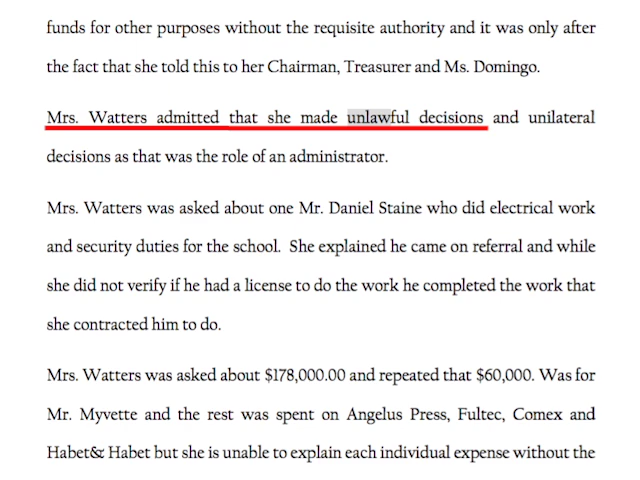 funds for other purposes without the requisite authority and it was only after
the fact that she told this to her Chairman, Treasurer and Ms. Domingo.
Mrs. Watters admitted that she made unlawful decisions and unilateral
decisions as that was the role of an administrator.
Mrs. Watters was asked about one Mr. Daniel Staine who did electrical work
and security duties for the school. She explained he came on referral and while
she did not verify if he had a license to do the work he completed the work that
she contracted him to do.
Mrs. Watters was asked about $178,000.00 and repeated that $60,000. Was for
Mr. Myvette and the rest was spent on Angelus Press, Fultec, Comex and
Habet& Habet but she is unable to explain each individual expense without the